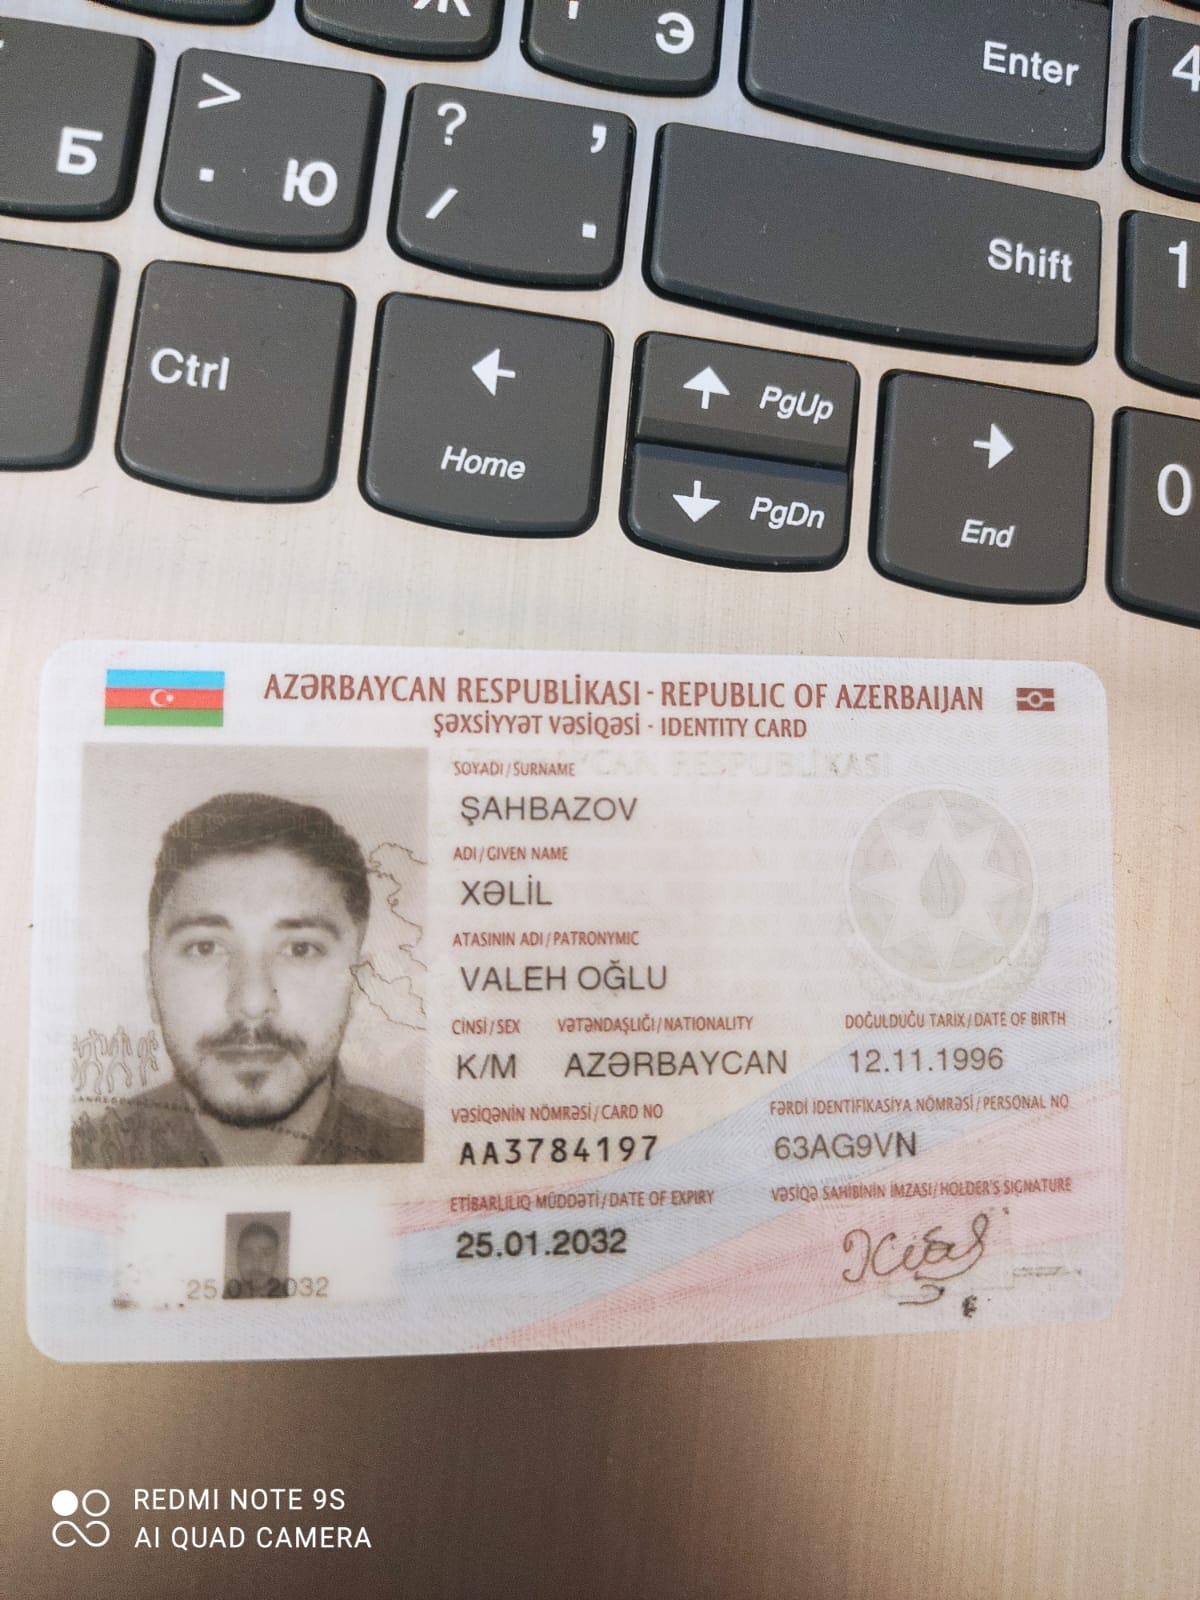 Ж
Э
Enter
4
Б
>
. Ю
? ,
/ .
Shift
1
Ctrl
Home
PgUp
PgDn
End
0
AZƏRBAYCAN RESPUBLİKASI - REPUBLIC OF AZERBAIJAN
ŞƏXSİYYƏT VƏSİQƏSİ - IDENTITY CARD
SOYADI/SURNAME
ŞAHBAZOV
ADI/GIVEN NAME
XƏLİL
ATASININ ADI/PATRONYMIC
VALEH OĞLU
CİNSİ/SEX VƏTƏNDAŞLIĞI/NATIONALITY DOĞULDUĞU TARİX/DATE OF BIRTH
K/M AZƏRBAYCAN 12.11.1996
VƏSİQƏNİN NÖMRƏSİ/CARD NO FƏRDİ İDENTİFİKASİYA NÖMRƏSİ/PERSONAL NO
AA3784197 63AG9VN
ETİBARLILIQ MÜDDƏTİ/DATE OF EXPIRY VƏSİQƏ SAHİBİNİN İMZASI/HOLDER'S SIGNATURE
25.01.2032
25.01.2032
REDMI NOTE 9S
AI QUAD CAMERA